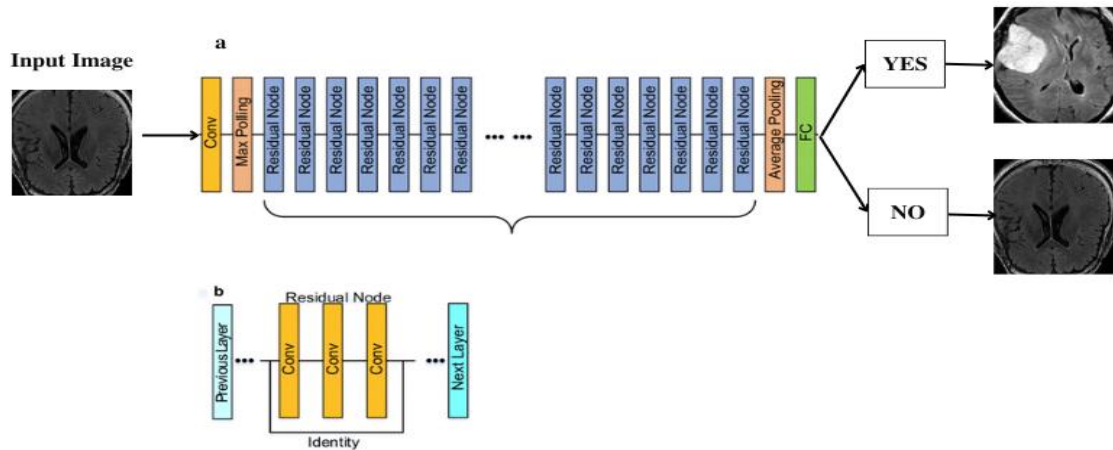 a
Input Image
Conv
Max Polling
Residual Node
Residual Node
Residual Node
Residual Node
Residual Node
Residual Node
Residual Node
... ...
Residual Node
Residual Node
Residual Node
Residual Node
Residual Node
Residual Node
Residual Node
Average Pooling
FC
YES
NO
b
Residual Node
Previous Layer
...
Conv
Conv
Conv
...
Next Layer
Identity